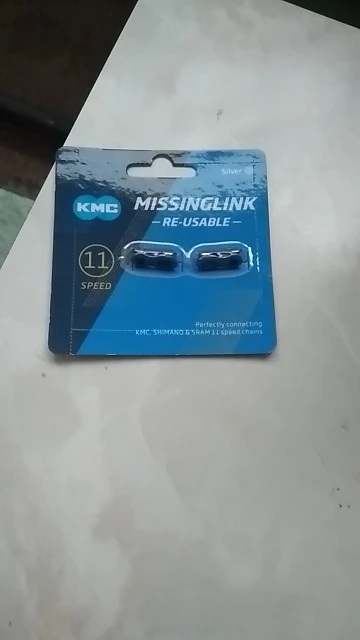 Silver
KMC
MISSINGLINK
RE-USABLE
11
SPEED
Perfectly connecting
KMC, SHIMANO & SRAM 11 speed chains